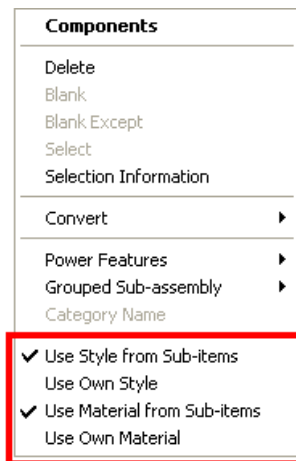 Components
Delete
Blank
Blank Except
Select
Selection Information
Convert
Power Features
Grouped Sub-assembly
Category Name
Use Style from Sub-items
Use Own Style
Use Material from Sub-items
Use Own Material